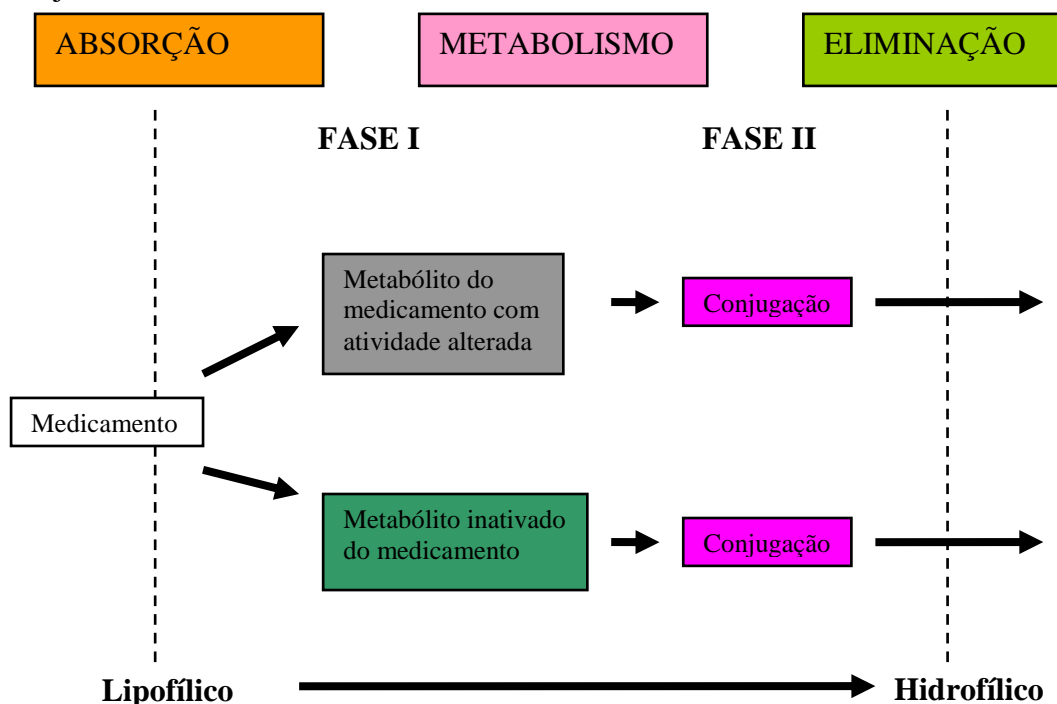 ABSORÇÃO
METABOLISMO
ELIMINAÇÃO
FASE I
FASE II
Metabólito do
medicamento com
atividade alterada
Conjugação
Medicamento
Metabólito inativado
do medicamento
Conjugação
Lipofílico
Hidrofílico